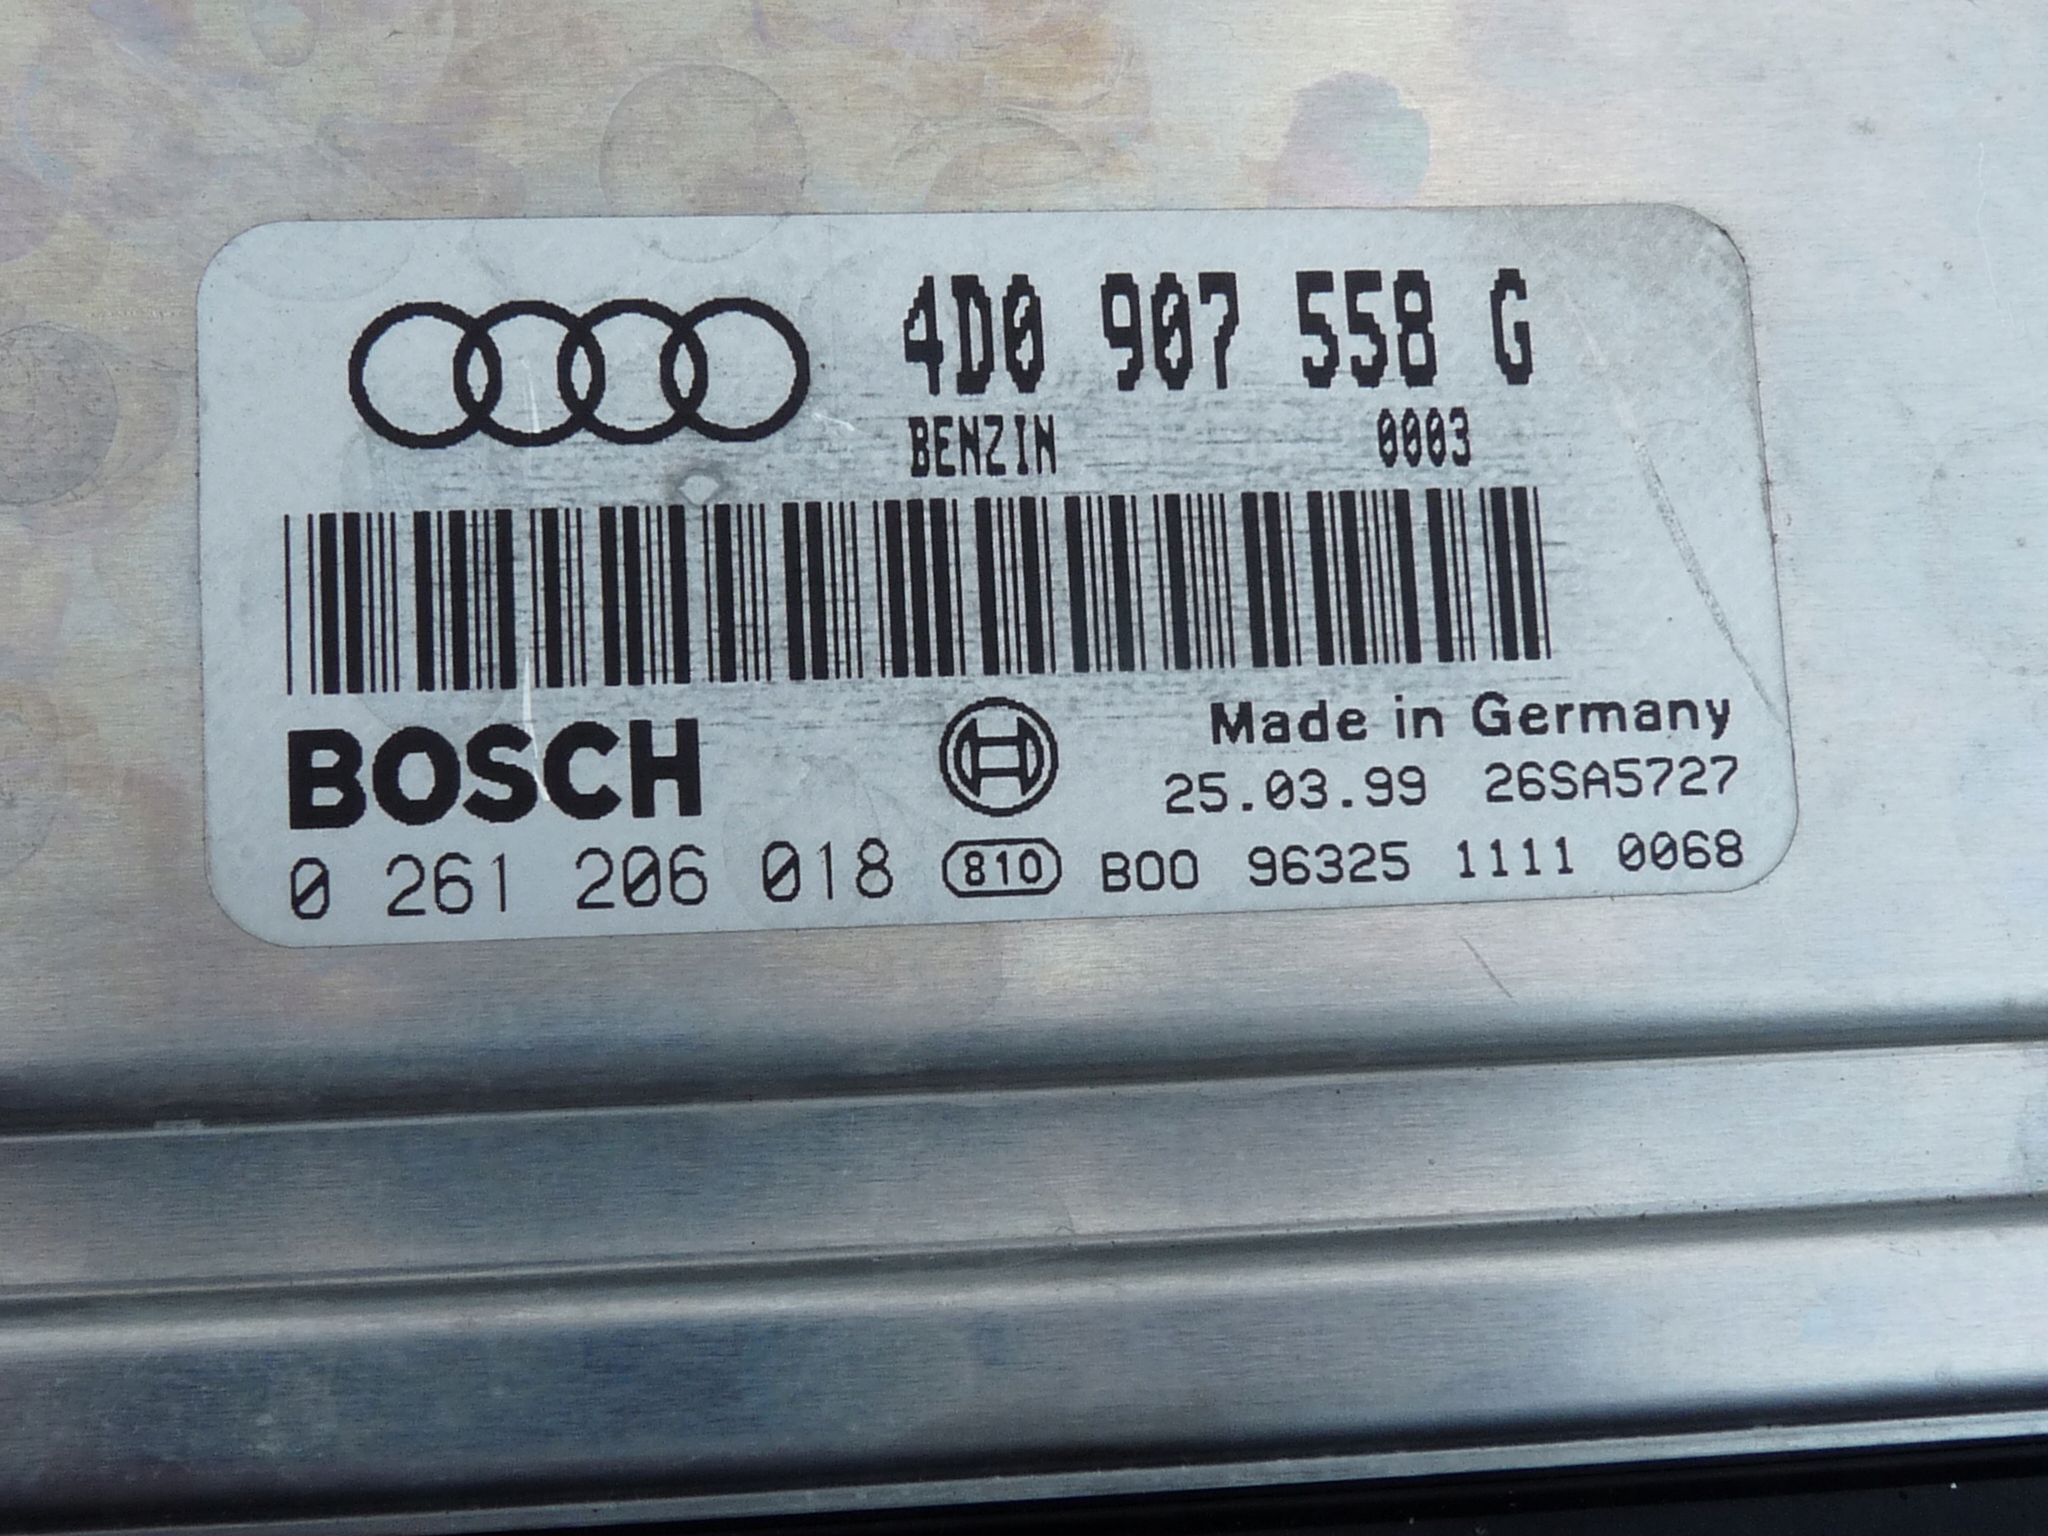 4D0 907 558 G
BENZIN 0003
BOSCH Made in Germany
25.03.99 26SA5727
0 261 206 018 810 B00 96325 1111 0068